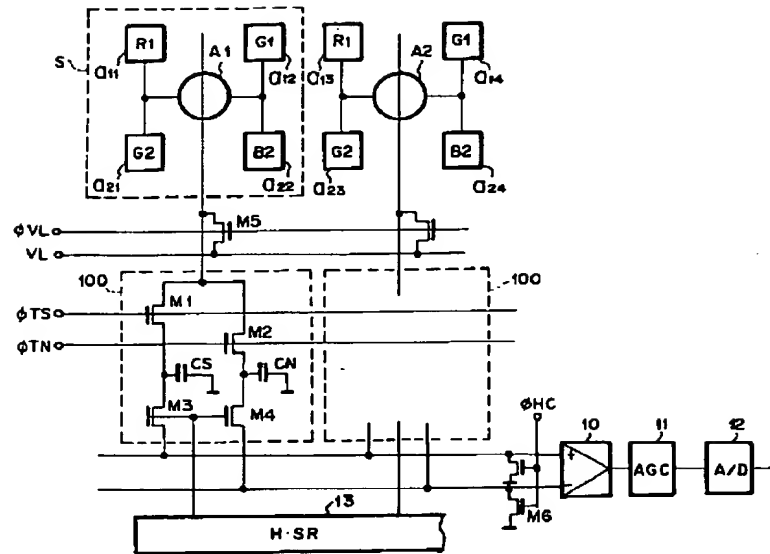 R1 A1 G1 R1 A2 G1
S
a11 a12 a13 a14
G2 B2 G2 B2
a21 a22 a23 a24
φVL M5
VL
100 100
φTS M1
φTN M2
CS CN
M3 M4 φHC
10 11 12
+ AGC A/D
−
M6
13
H·SR